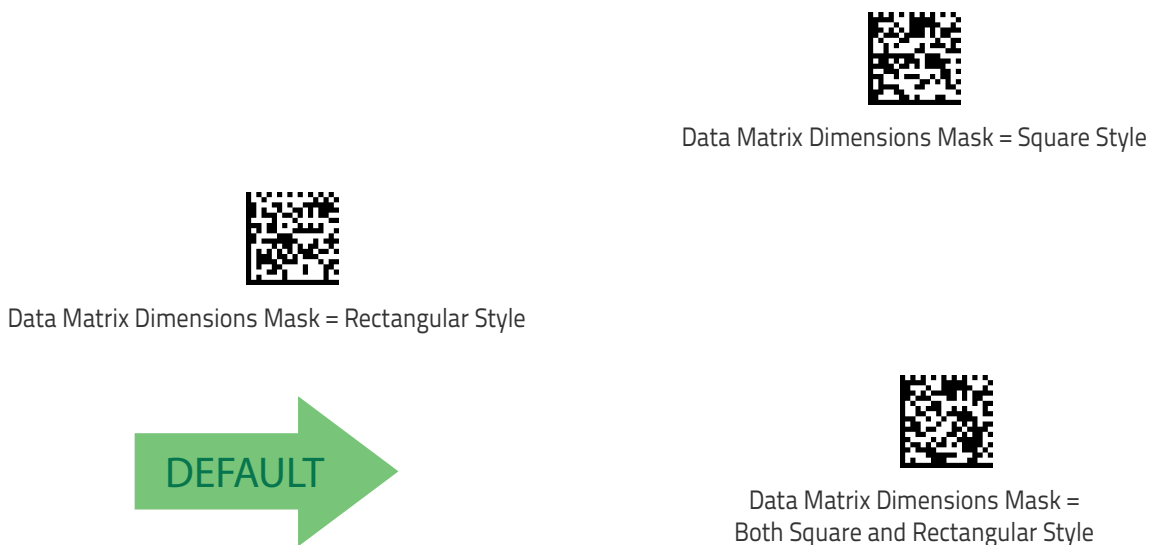 Data Matrix Dimensions Mask = Square Style
Data Matrix Dimensions Mask = Rectangular Style
DEFAULT
Data Matrix Dimensions Mask =
Both Square and Rectangular Style